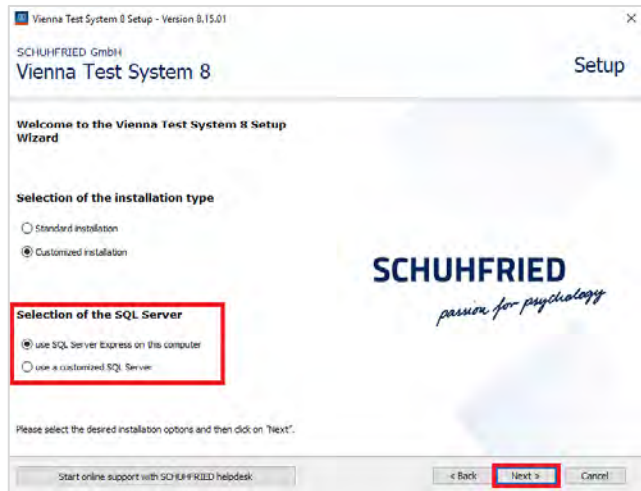 Vienna Test System 8 Setup - Version 8.15.01
SCHUHFRIED GmbH
Vienna Test System 8
Setup
Welcome to the Vienna Test System 8 Setup
Wizard
Selection of the installation type
Standard installation
Customized installation
SCHUHFRIED
passion for psychology
Selection of the SQL Server
use SQL Server Express on this computer
use a customized SQL Server
Please select the desired installation options and then click on "Next".
Start online support with SCHUHFRIED helpdesk
< Back
Next >
Cancel